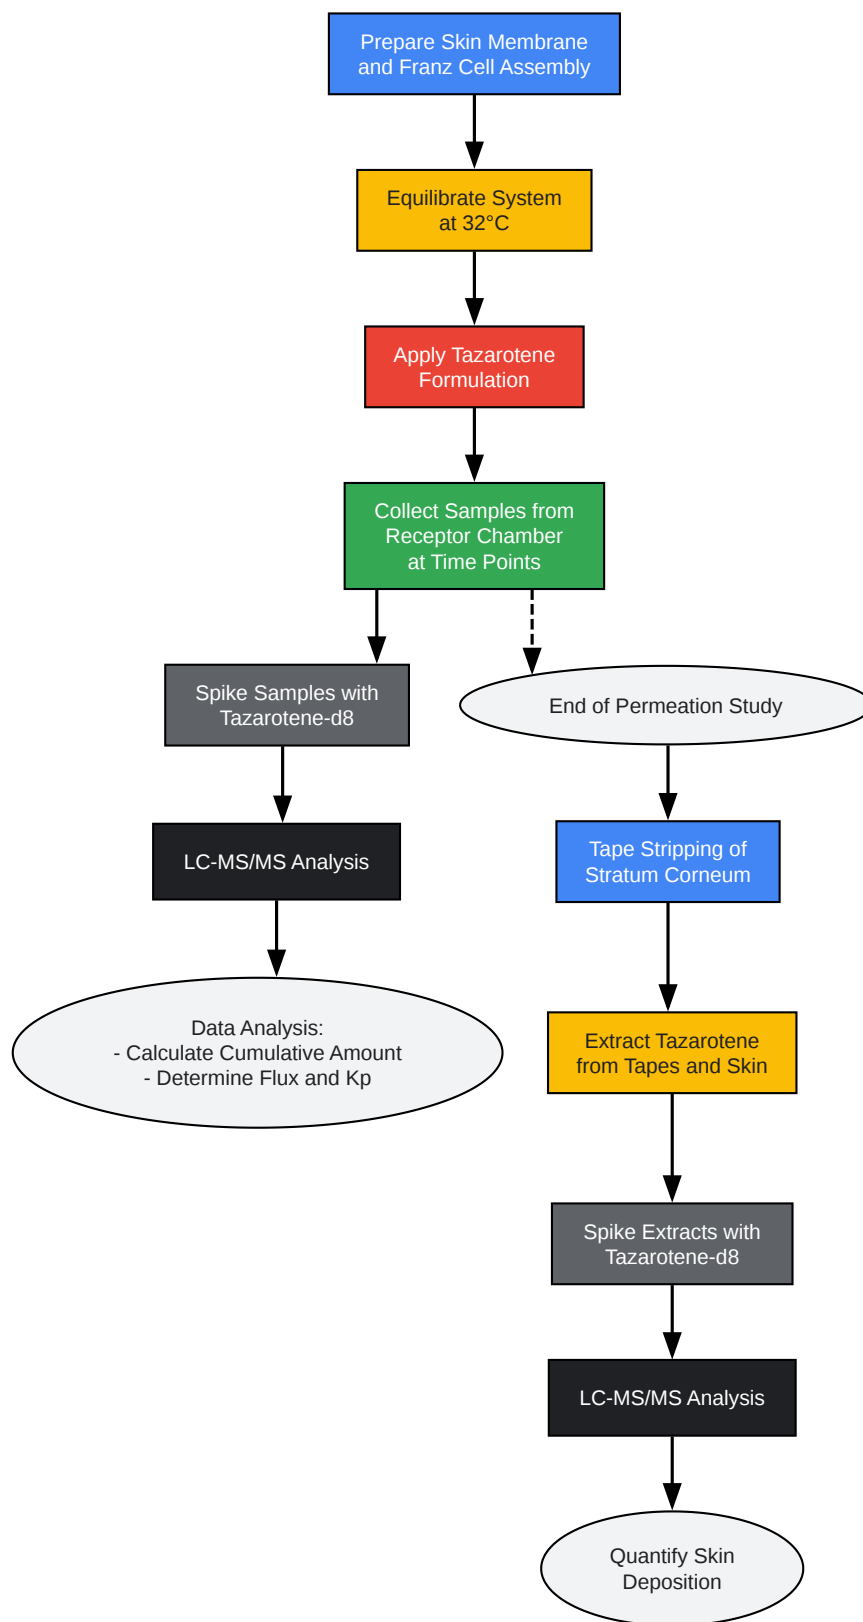 Prepare Skin Membrane
and Franz Cell Assembly
Equilibrate System
at 32°C
Apply Tazarotene
Formulation
Collect Samples from
Receptor Chamber
at Time Points
Spike Samples with
Tazarotene-d8
End of Permeation Study
LC-MS/MS Analysis
Tape Stripping of
Stratum Corneum
Data Analysis:
- Calculate Cumulative Amount
- Determine Flux and Kp
Extract Tazarotene
from Tapes and Skin
Spike Extracts with
Tazarotene-d8
LC-MS/MS Analysis
Quantify Skin
Deposition